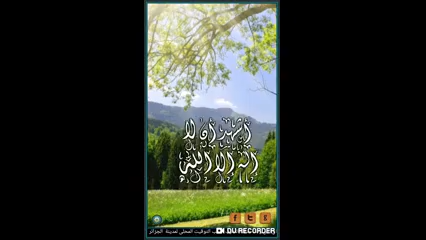 أشهد أن لا
إله إلا الله
DU RECORDER
التوقيت المحلي لمدينة الجزائر